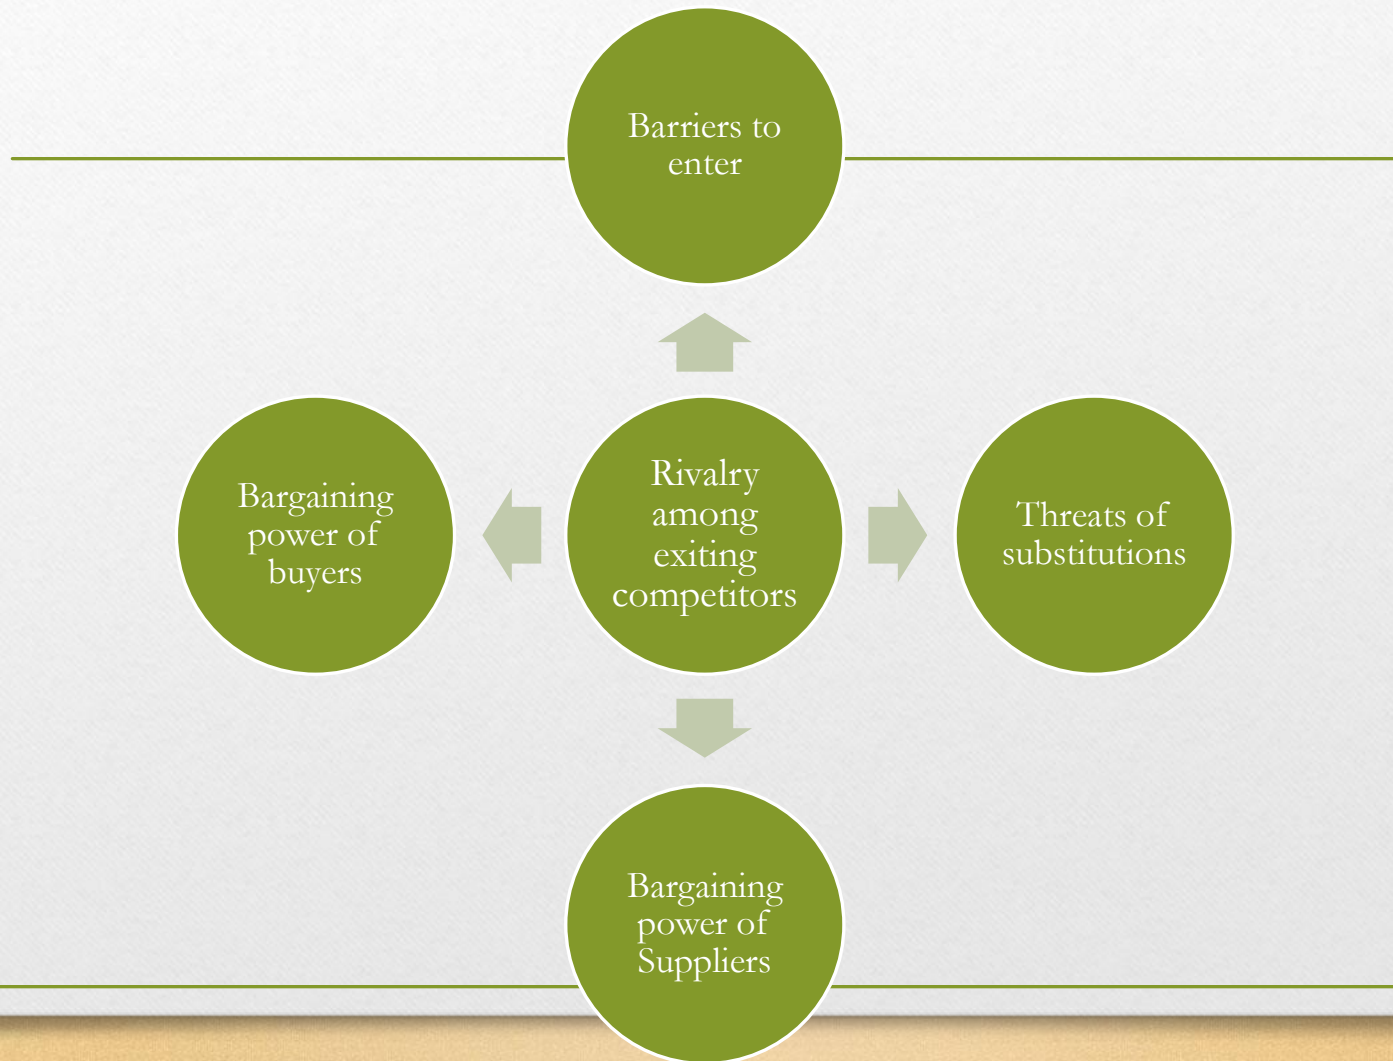 Barriers to
enter
Bargaining
power of
buyers
Rivalry
among
exiting
competitors
Threats of
substitutions
Bargaining
power of
Suppliers